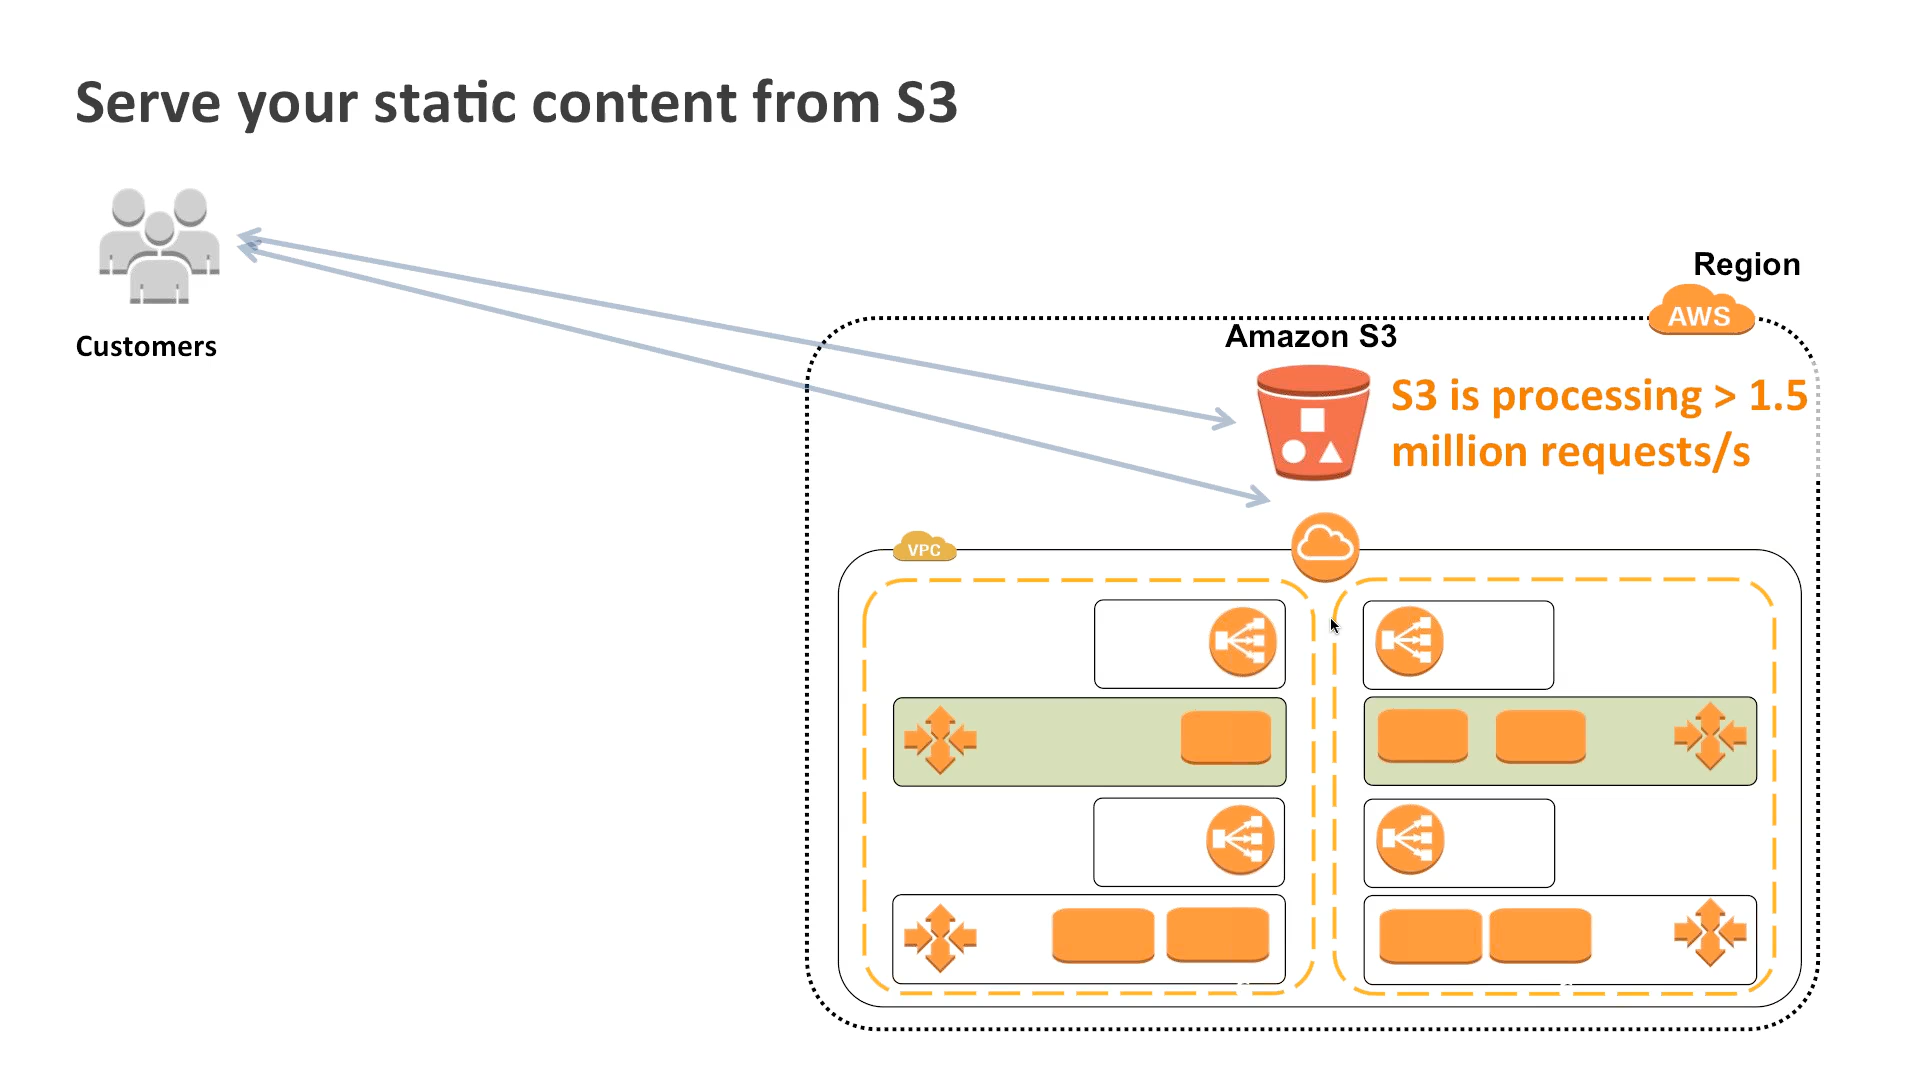 Serve your static content from S3
Customers
Region
AWS
Amazon S3
S3 is processing > 1.5
million requests/s
VPC